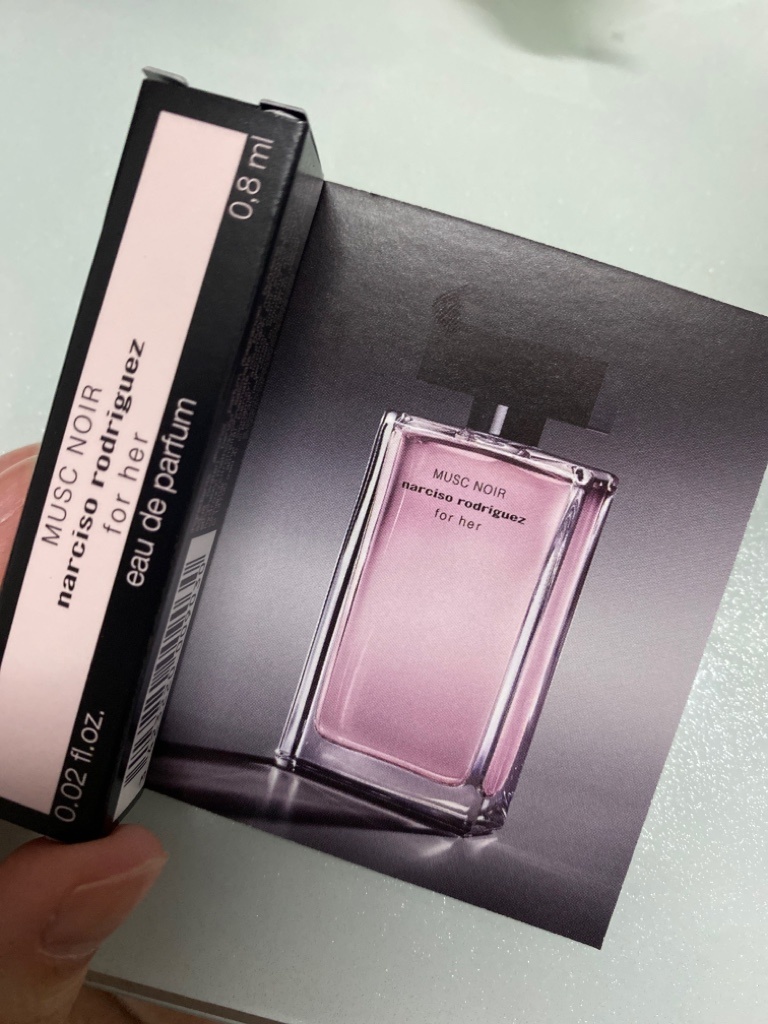 MUSC NOIR
narciso rodriguez
for her
eau de parfum
0,8 ml
0.02 fl.oz.
MUSC NOIR
narciso rodriguez
for her